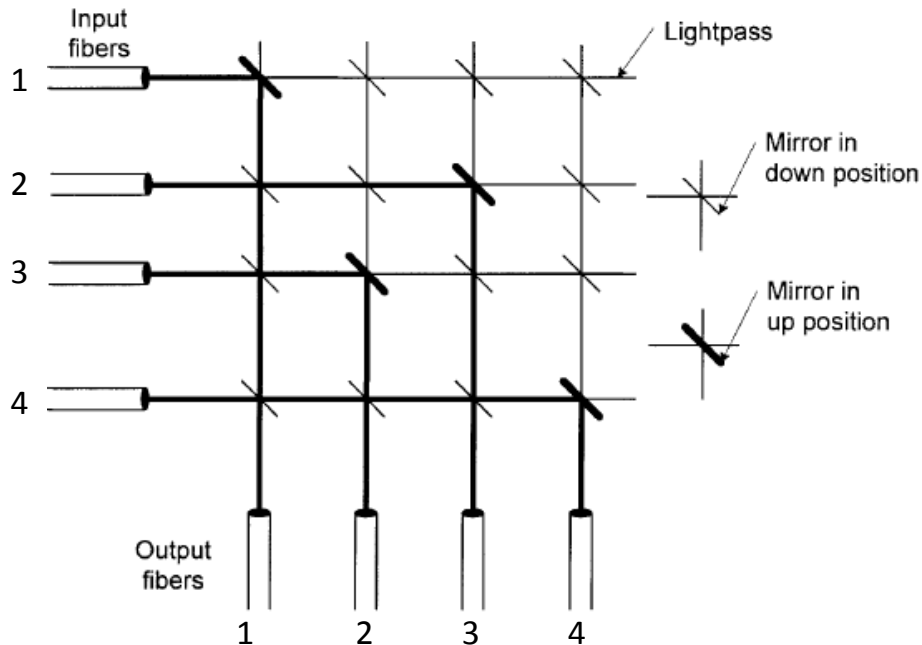 Input
fibers
Lightpass
1
Mirror in
down position
2
3
Mirror in
up position
4
Output
fibers
1
2
3
4